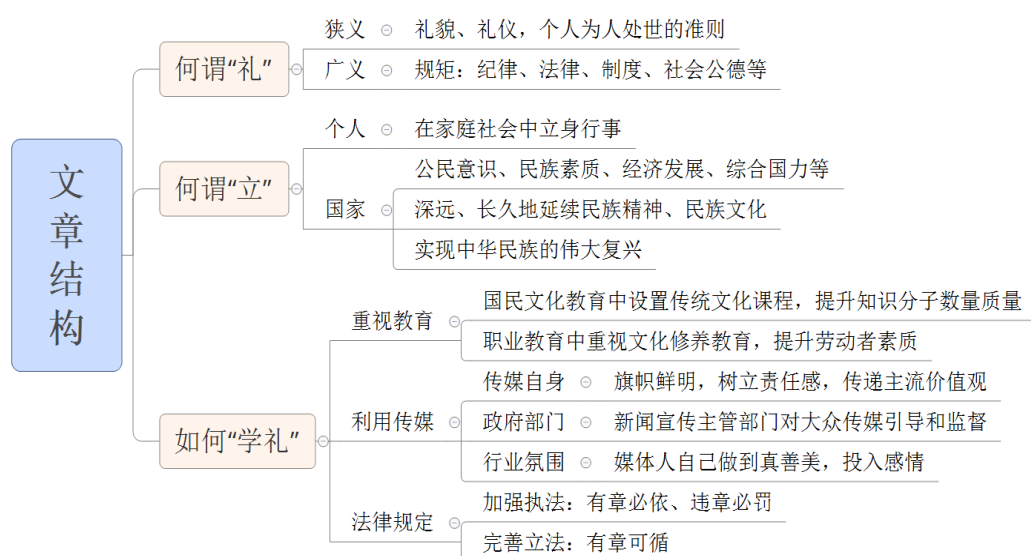 文章结构
何谓“礼”
狭义
礼貌、礼仪，个人为人处世的准则
广义
规矩：纪律、法律、制度、社会公德等
何谓“立”
个人
在家庭社会中立身行事
国家
公民意识、民族素质、经济发展、综合国力等
深远、长久地延续民族精神、民族文化
实现中华民族的伟大复兴
如何“学礼”
重视教育
国民文化教育中设置传统文化课程，提升知识分子数量质量
职业教育中重视文化修养教育，提升劳动者素质
利用传媒
传媒自身
旗帜鲜明，树立责任感，传递主流价值观
政府部门
新闻宣传主管部门对大众传媒引导和监督
行业氛围
媒体人自己做到真善美，投入感情
法律规定
加强执法：有章必依、违章必罚
完善立法：有章可循